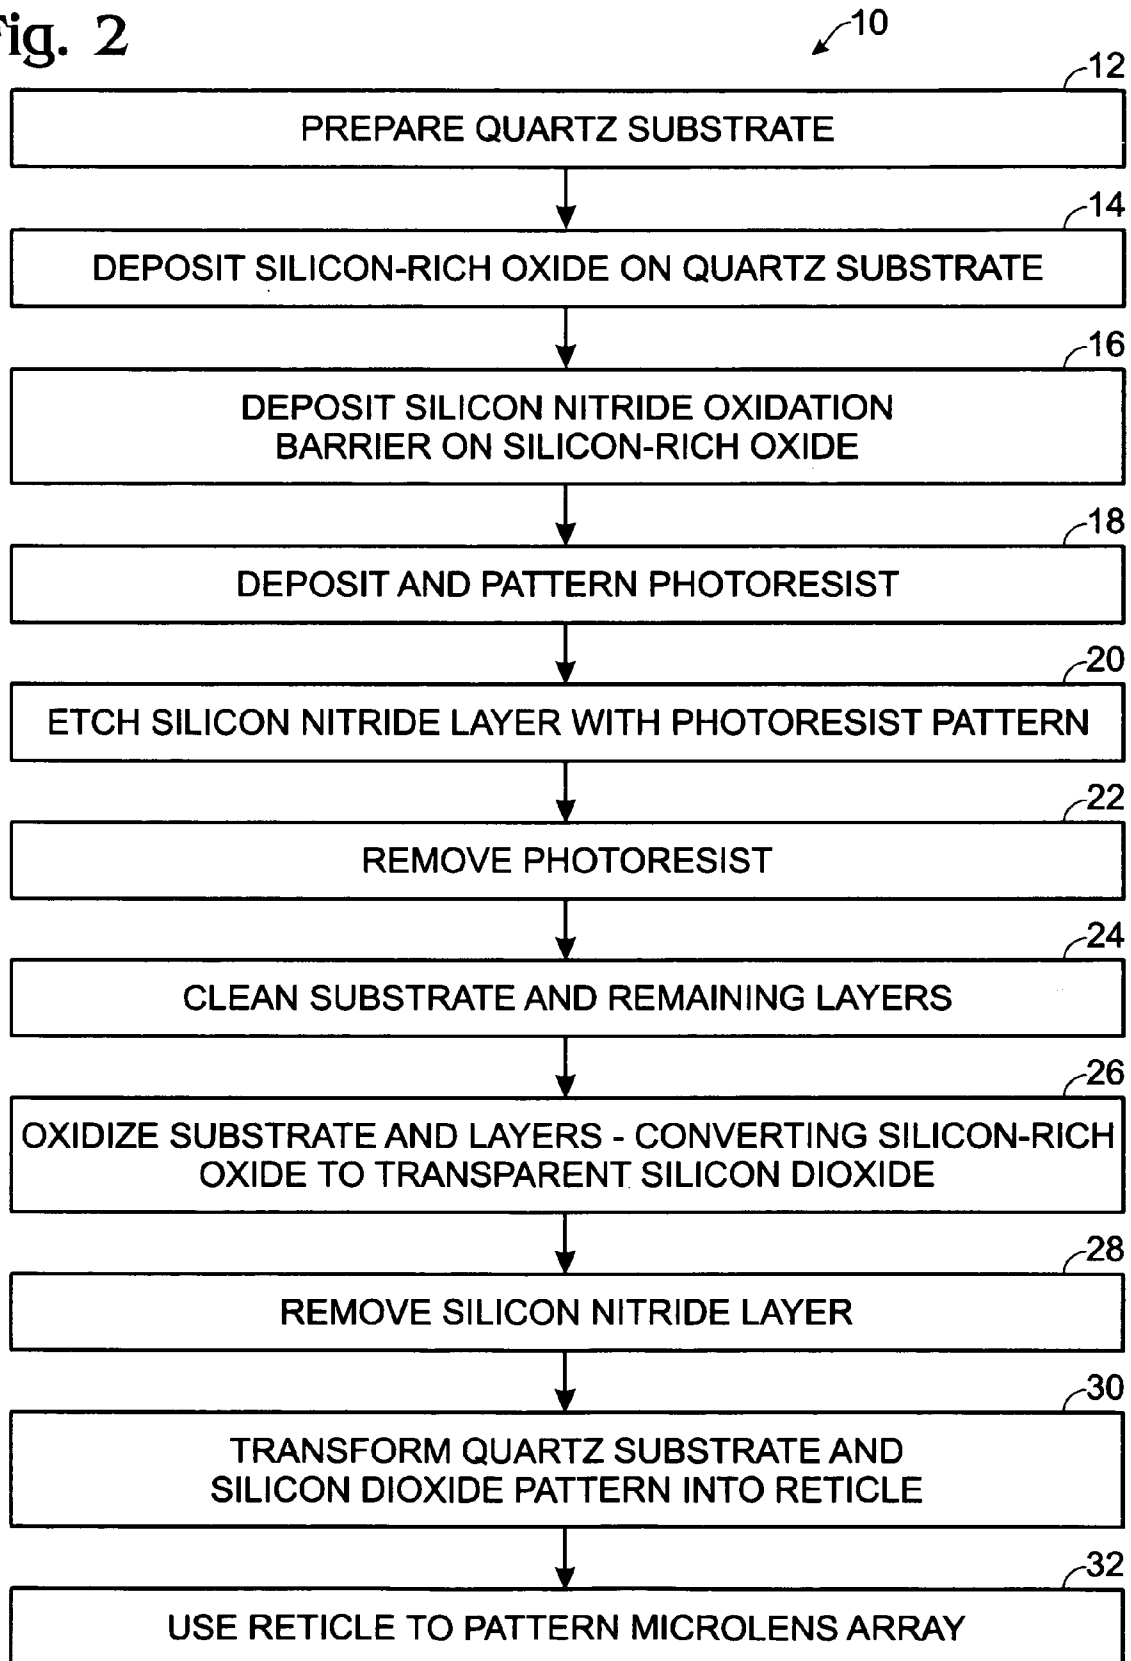 Fig. 2
10
12
PREPARE QUARTZ SUBSTRATE
14
DEPOSIT SILICON-RICH OXIDE ON QUARTZ SUBSTRATE
16
DEPOSIT SILICON NITRIDE OXIDATION
BARRIER ON SILICON-RICH OXIDE
18
DEPOSIT AND PATTERN PHOTORESIST
20
ETCH SILICON NITRIDE LAYER WITH PHOTORESIST PATTERN
22
REMOVE PHOTORESIST
24
CLEAN SUBSTRATE AND REMAINING LAYERS
26
OXIDIZE SUBSTRATE AND LAYERS - CONVERTING SILICON-RICH
OXIDE TO TRANSPARENT SILICON DIOXIDE
28
REMOVE SILICON NITRIDE LAYER
30
TRANSFORM QUARTZ SUBSTRATE AND
SILICON DIOXIDE PATTERN INTO RETICLE
32
USE RETICLE TO PATTERN MICROLENS ARRAY